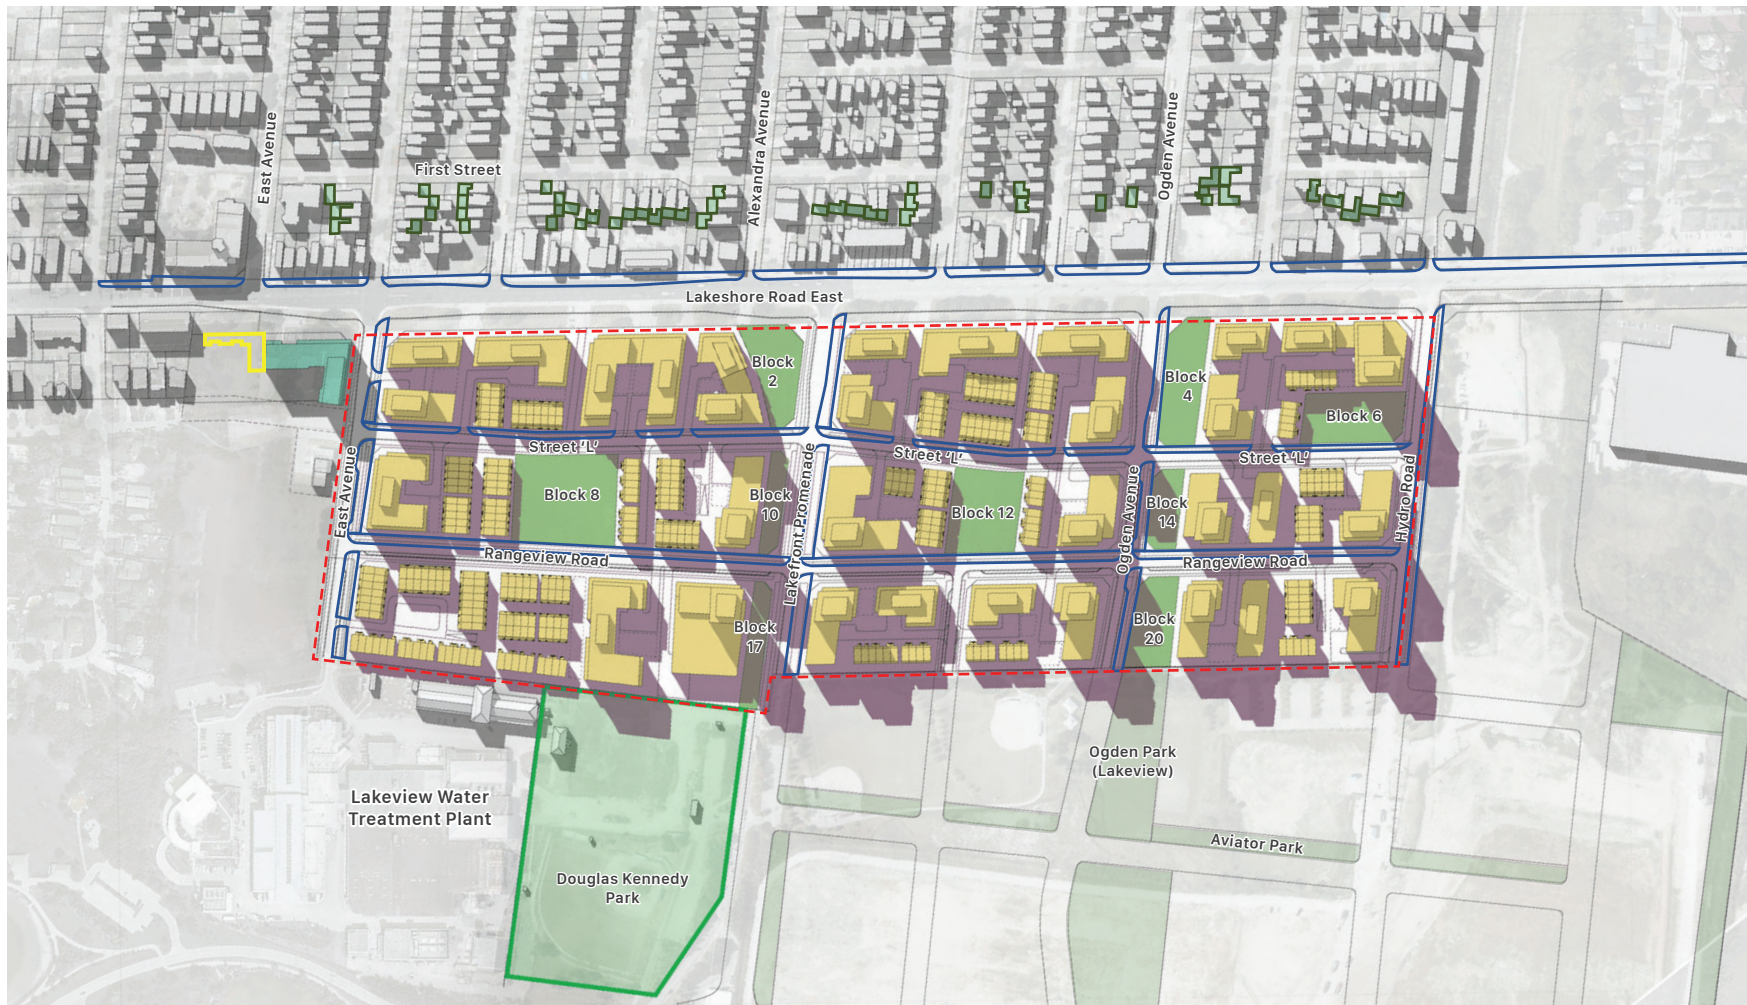 First Street
East Avenue
Alexandra Avenue
Ogden Avenue
Lakeshore Road East
Block
2
Block
4
Block 6
Street ‘L’
Street ‘L’
Street ‘L’
East Avenue
Block 8
Block
10
Lakefront Promenade
Block 12
Ogden Avenue
Block
14
Hydro Road
Rangeview Road
Rangeview Road
Block
17
Block
20
Ogden Park
(Lakeview)
Lakeview Water
Treatment Plant
Aviator Park
Douglas Kennedy
Park